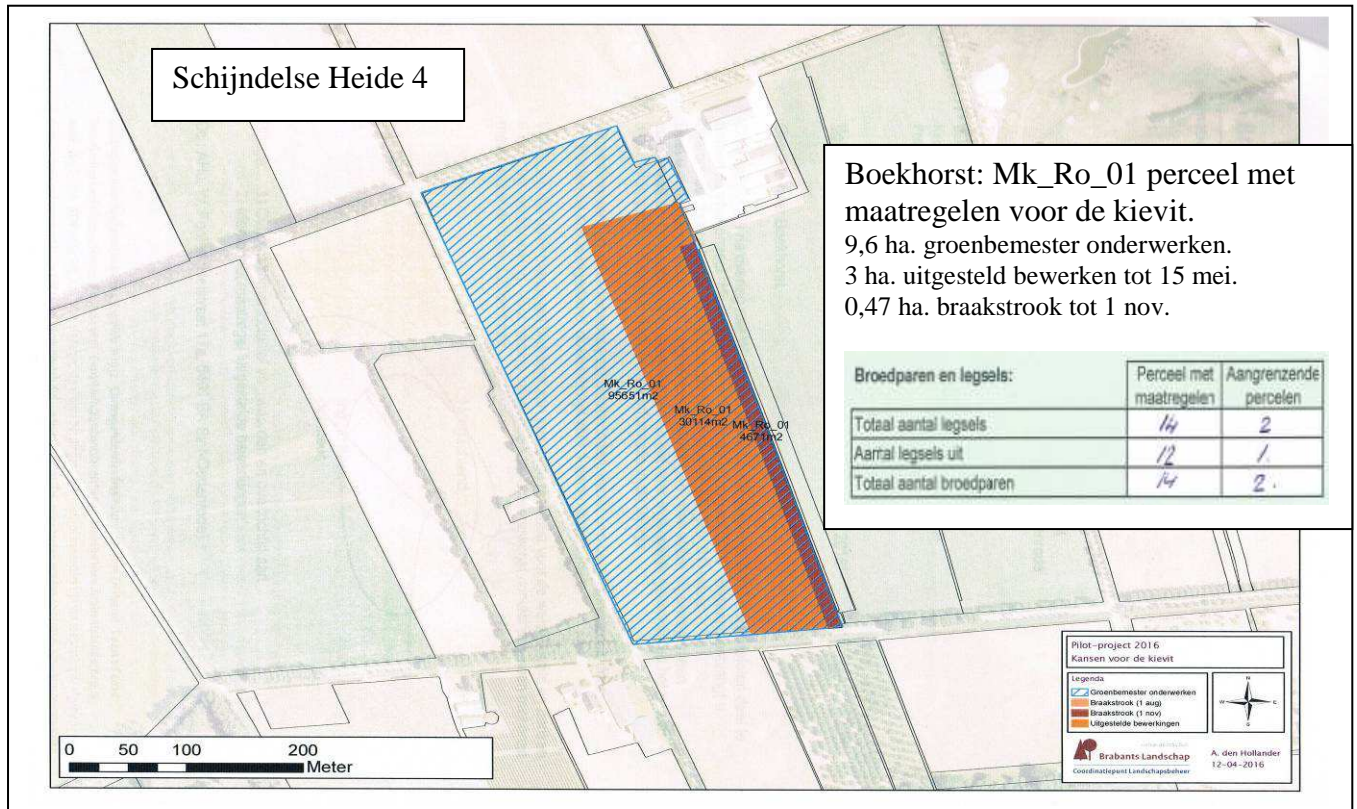 Schijndelse Heide 4
Boekhorst: Mk_Ro_01 perceel met
maatregelen voor de kievit.
9,6 ha. groenbemester onderwerken.
3 ha. uitgesteld bewerken tot 15 mei.
0,47 ha. braakstrook tot 1 nov.
Broedparen en legsels:
Perceel met
maatregelen
Aangrenzende
percelen
Totaal aantal legsels 14 2
Aantal legsels uit 12 1.
Totaal aantal broedparen 14 2.
Mk_Ro_01
95651m2
Mk_Ro_01
30114m2
Mk_Ro_01
4671m2
0 50 100 200
Meter
Pilot-project 2016
Kansen voor de kievit
Legenda
Groenbemester onderwerken
Braakstrook (1 aug)
Braakstrook (1 nov)
Uitgestelde bewerkingen
N
W E
S
Brabants Landschap
Coördinatiepunt Landschapsbeheer
A. den Hollander
12-04-2016